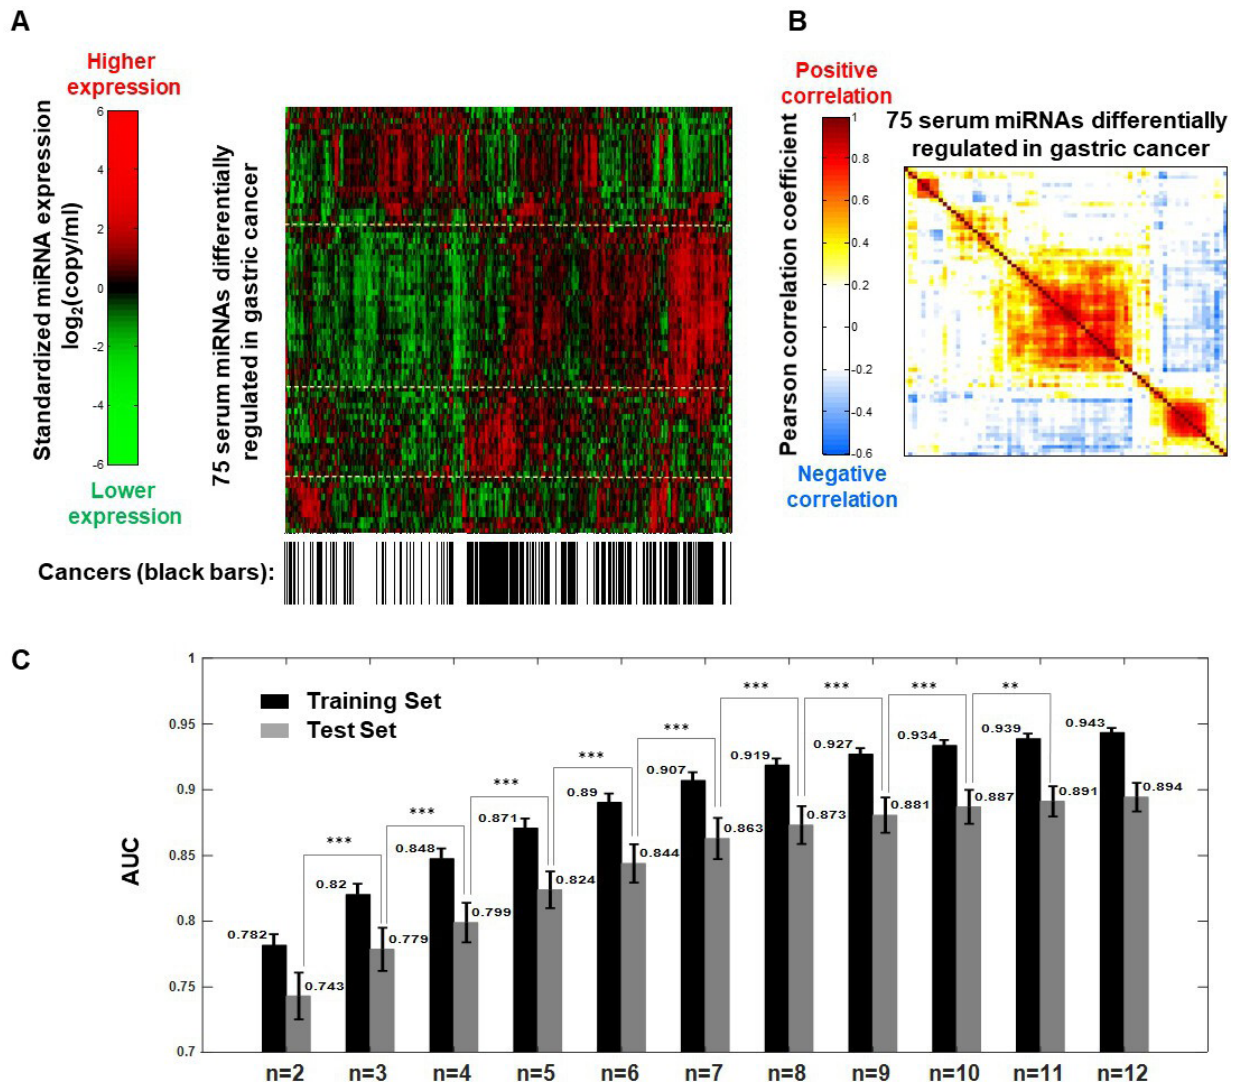 A
Higher
expression
Standardized miRNA expression
log2(copy/ml)
6
4
2
0
-2
-4
-6
Lower
expression
75 serum miRNAs differentially
regulated in gastric cancer
Cancers (black bars):
B
Positive
correlation
Pearson correlation coefficient
1
0.8
0.6
0.4
0.2
0
-0.2
-0.4
-0.6
Negative
correlation
75 serum miRNAs differentially
regulated in gastric cancer
C
AUC
1
0.95
0.9
0.85
0.8
0.75
0.7
Training Set
Test Set
*** *** *** *** *** *** *** *** **
0.782 0.82 0.848 0.871 0.89 0.907 0.919 0.927 0.934 0.939 0.943
0.743 0.779 0.799 0.824 0.844 0.863 0.873 0.881 0.887 0.891 0.894
n=2 n=3 n=4 n=5 n=6 n=7 n=8 n=9 n=10 n=11 n=12